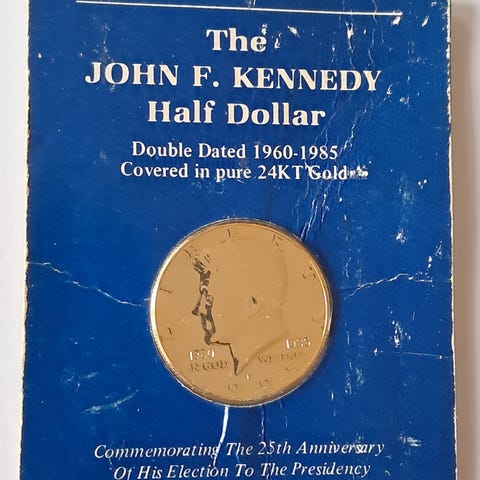 The
JOHN F. KENNEDY
Half Dollar
Double Dated 1960-1985
Covered in pure 24KT Gold
LIBERTY
1960 1985
N GOD WE TRUST
Commemorating The 25th Anniversary
Of His Election To The Presidency